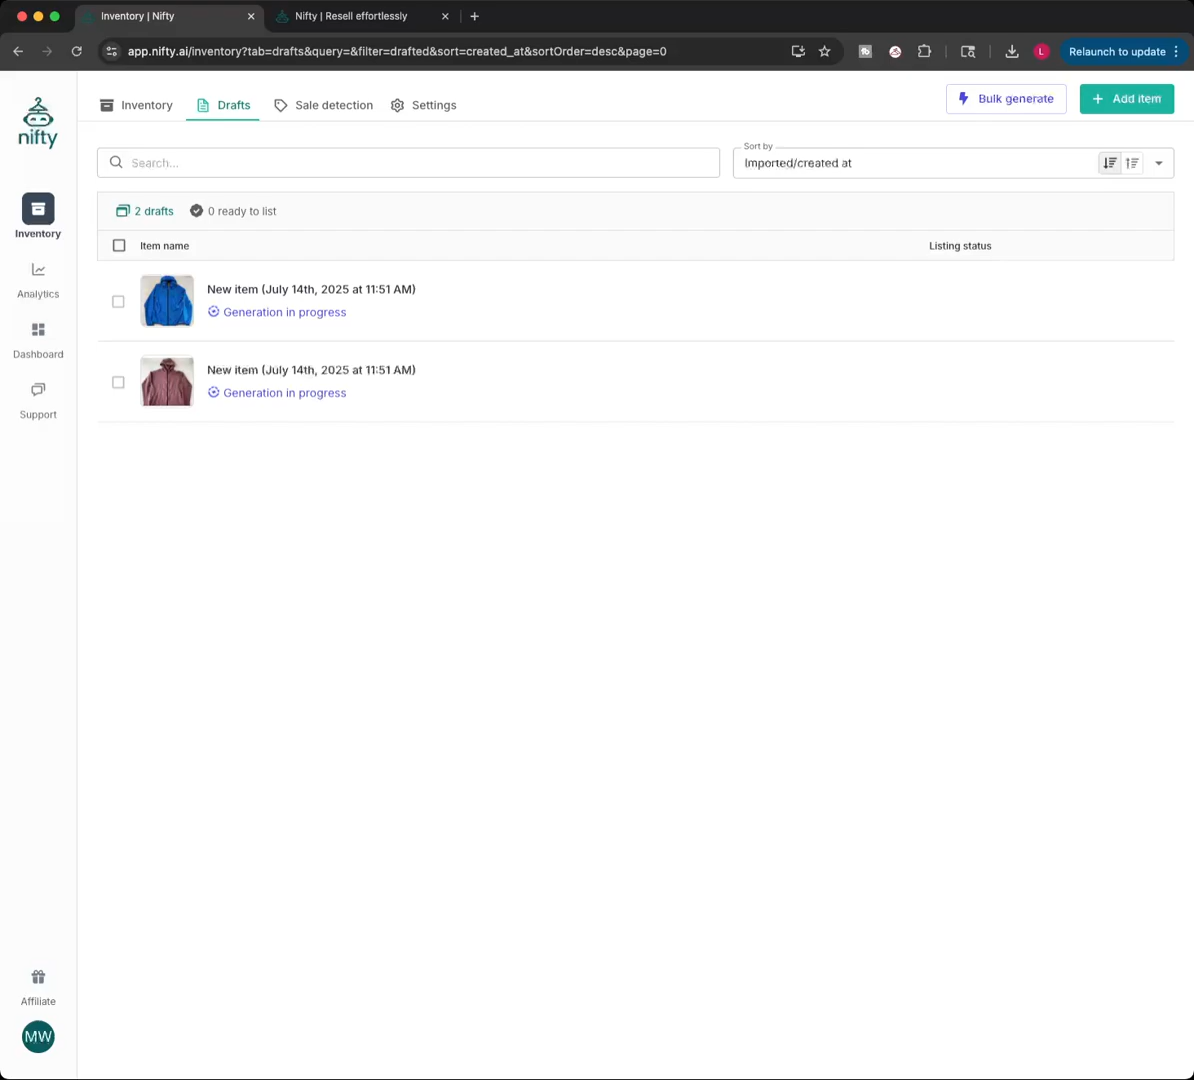 Inventory | Nifty
Nifty | Resell effortlessly
app.nifty.ai/inventory?tab=drafts&query=&filter=drafted&sort=created_at&sortOrder=desc&page=0
L
Relaunch to update
nifty
Inventory
Drafts
Sale detection
Settings
Bulk generate
Add item
Search...
Sort by
Imported/created at
2 drafts
0 ready to list
Item name
Listing status
New item (July 14th, 2025 at 11:51 AM)
Generation in progress
New item (July 14th, 2025 at 11:51 AM)
Generation in progress
Inventory
Analytics
Dashboard
Support
Affiliate
MW